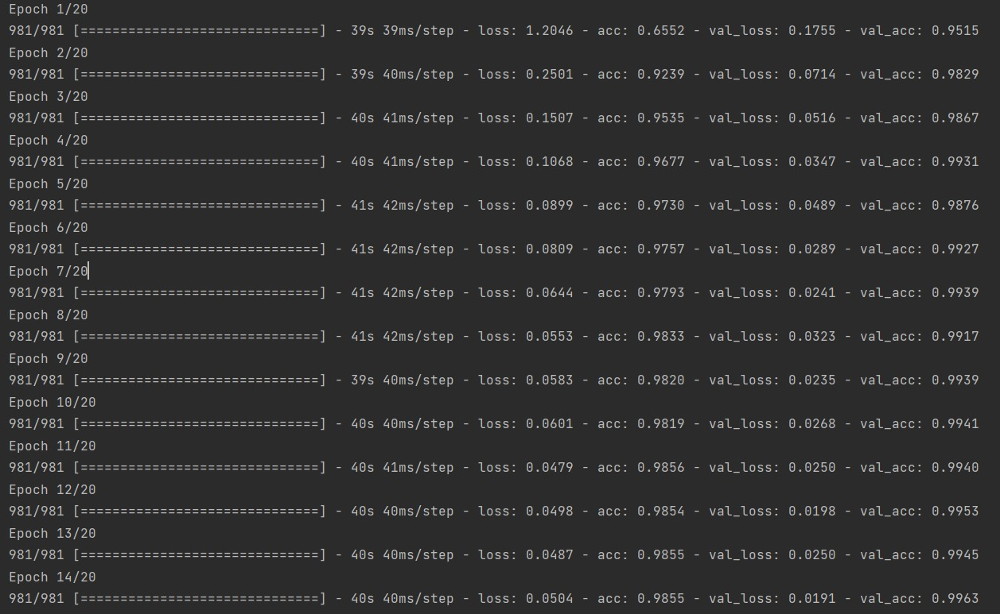 Epoch 1/20
981/981 [==============================] - 39s 39ms/step - loss: 1.2046 - acc: 0.6552 - val_loss: 0.1755 - val_acc: 0.9515
Epoch 2/20
981/981 [==============================] - 39s 40ms/step - loss: 0.2501 - acc: 0.9239 - val_loss: 0.0714 - val_acc: 0.9829
Epoch 3/20
981/981 [==============================] - 40s 41ms/step - loss: 0.1507 - acc: 0.9535 - val_loss: 0.0516 - val_acc: 0.9867
Epoch 4/20
981/981 [==============================] - 40s 41ms/step - loss: 0.1068 - acc: 0.9677 - val_loss: 0.0347 - val_acc: 0.9931
Epoch 5/20
981/981 [==============================] - 41s 42ms/step - loss: 0.0899 - acc: 0.9730 - val_loss: 0.0489 - val_acc: 0.9876
Epoch 6/20
981/981 [==============================] - 41s 42ms/step - loss: 0.0809 - acc: 0.9757 - val_loss: 0.0289 - val_acc: 0.9927
Epoch 7/20
981/981 [==============================] - 41s 42ms/step - loss: 0.0644 - acc: 0.9793 - val_loss: 0.0241 - val_acc: 0.9939
Epoch 8/20
981/981 [==============================] - 41s 42ms/step - loss: 0.0553 - acc: 0.9833 - val_loss: 0.0323 - val_acc: 0.9917
Epoch 9/20
981/981 [==============================] - 39s 40ms/step - loss: 0.0583 - acc: 0.9820 - val_loss: 0.0235 - val_acc: 0.9939
Epoch 10/20
981/981 [==============================] - 40s 40ms/step - loss: 0.0601 - acc: 0.9819 - val_loss: 0.0268 - val_acc: 0.9941
Epoch 11/20
981/981 [==============================] - 40s 41ms/step - loss: 0.0479 - acc: 0.9856 - val_loss: 0.0250 - val_acc: 0.9940
Epoch 12/20
981/981 [==============================] - 40s 40ms/step - loss: 0.0498 - acc: 0.9854 - val_loss: 0.0198 - val_acc: 0.9953
Epoch 13/20
981/981 [==============================] - 40s 40ms/step - loss: 0.0487 - acc: 0.9855 - val_loss: 0.0250 - val_acc: 0.9945
Epoch 14/20
981/981 [==============================] - 40s 40ms/step - loss: 0.0504 - acc: 0.9855 - val_loss: 0.0191 - val_acc: 0.9963